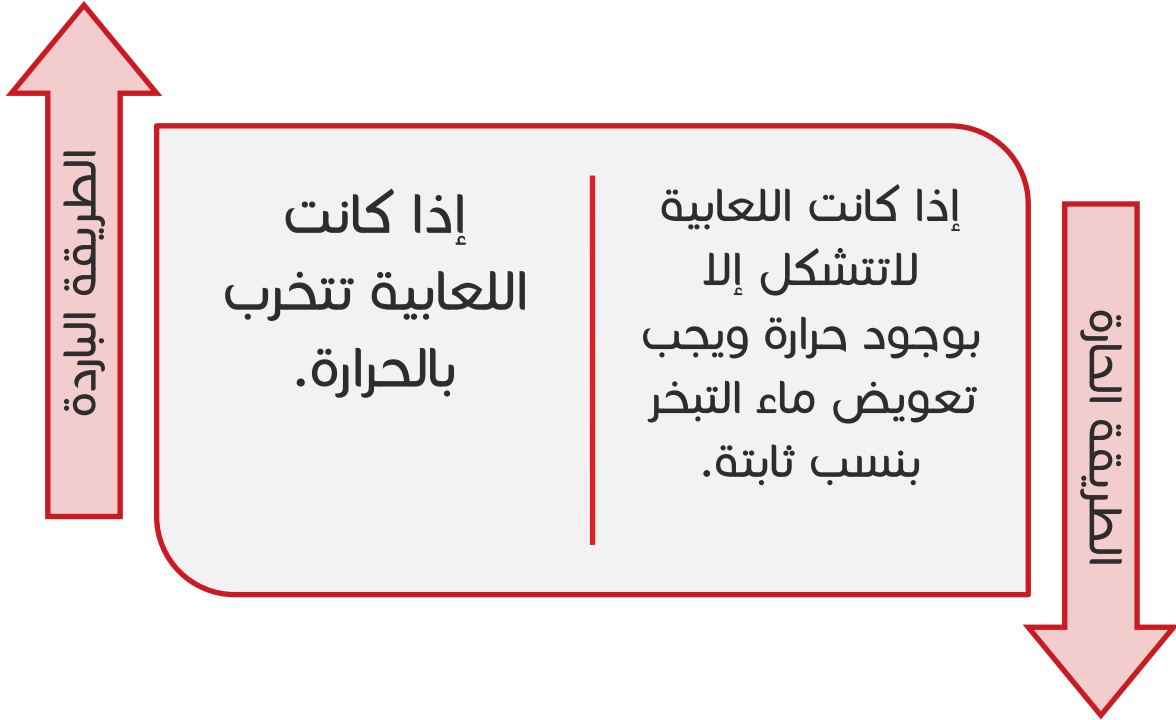 الطريقة الحارة
إذا كانت اللعابية
لاتتشكل إلا
بوجود حرارة ويجب
تعويض ماء التبخر
بنسب ثابتة.
إذا كانت
اللعابية تتخرب
بالحرارة.
الطريقة الباردة